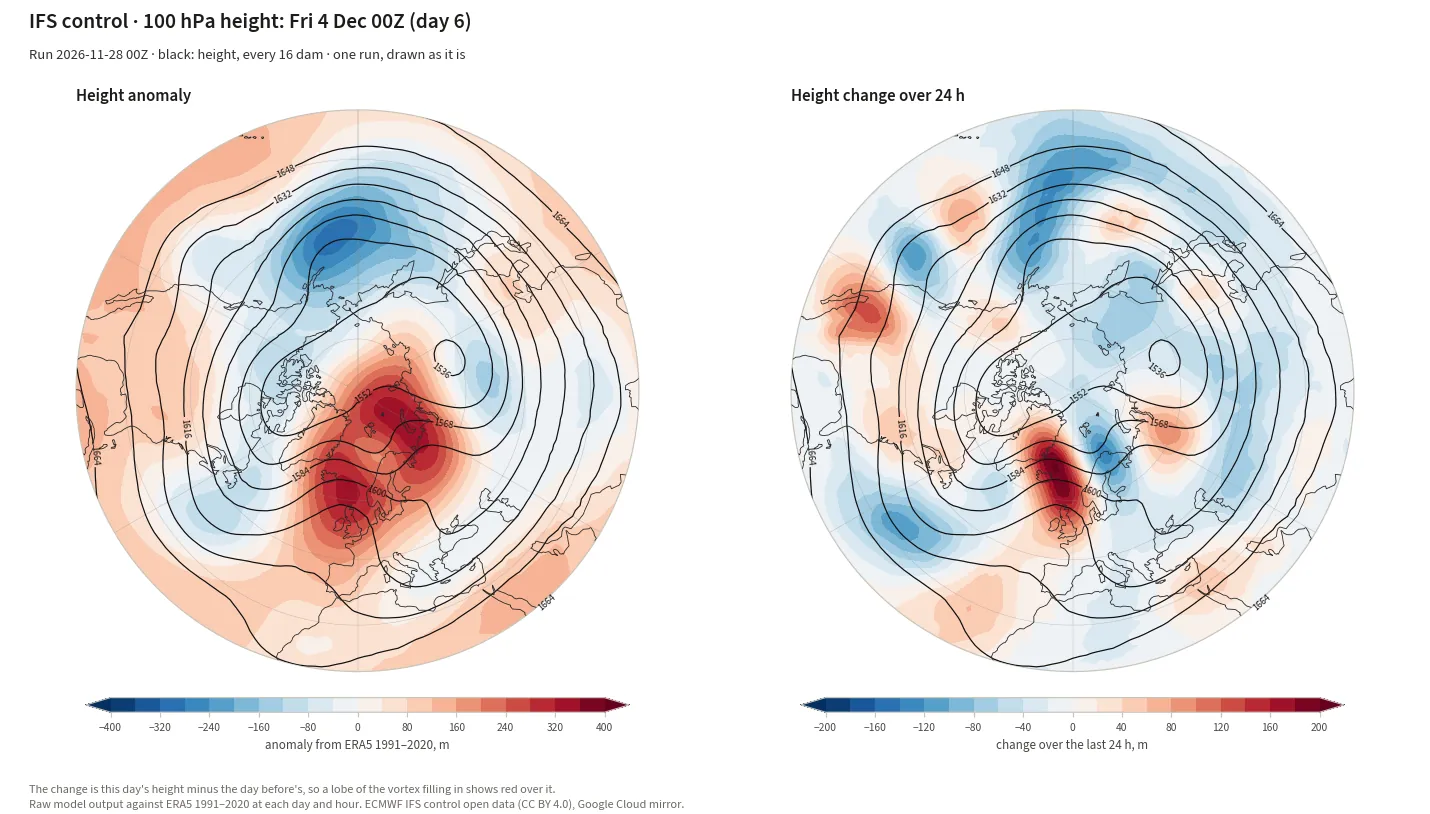 IFS control · 100 hPa height: Fri 4 Dec 00Z (day 6)
Run 2026-11-28 00Z · black: height, every 16 dam · one run, drawn as it is
Height anomaly
Height change over 24 h
1648
1632
1664
1536
1552
1568
1616
1584
1600
1664
1664
1648
1632
1664
1536
1552
1568
1616
1584
1600
1664
1664
−400 −320 −240 −160 −80 0 80 160 240 320 400
anomaly from ERA5 1991–2020, m
−200 −160 −120 −80 −40 0 40 80 120 160 200
change over the last 24 h, m
The change is this day's height minus the day before's, so a lobe of the vortex filling in shows red over it.
Raw model output against ERA5 1991–2020 at each day and hour. ECMWF IFS control open data (CC BY 4.0), Google Cloud mirror.